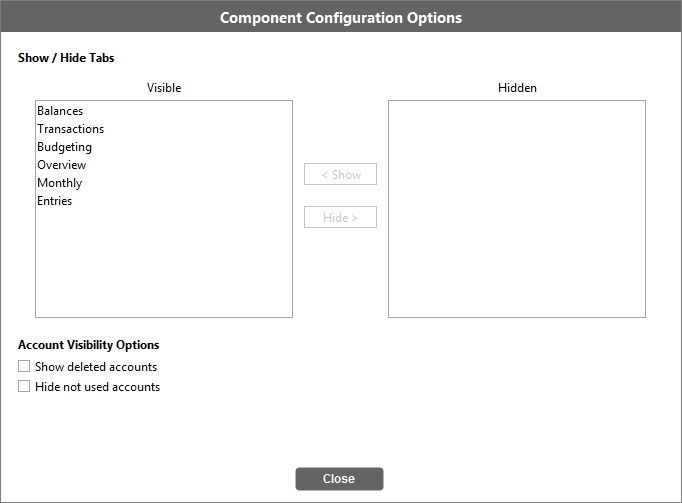 Component Configuration Options
Show / Hide Tabs
Visible
Hidden
Balances
Transactions
Budgeting
Overview
Monthly
Entries
< Show
Hide >
Account Visibility Options
Show deleted accounts
Hide not used accounts
Close